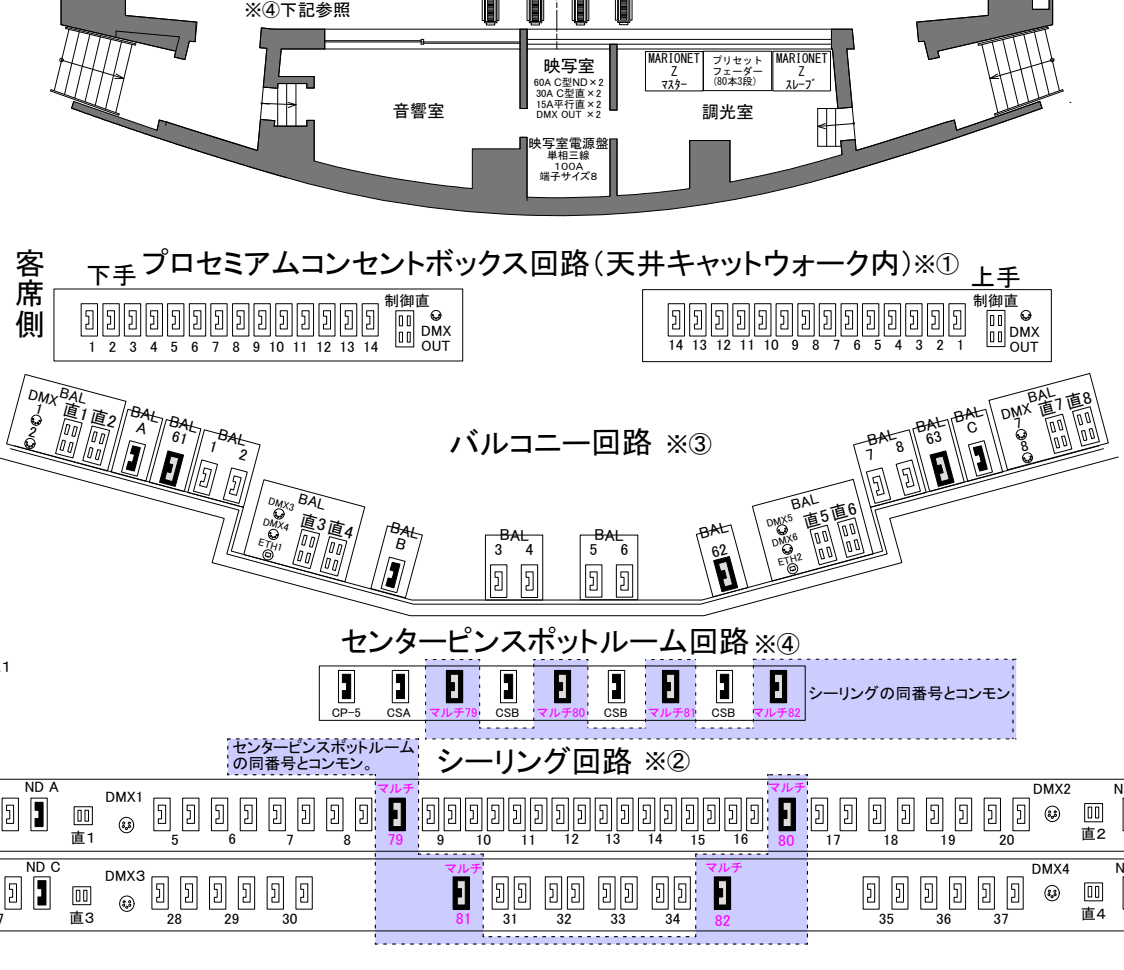 ※④下記参照
映写室
60A C型ND×2
30A C型直×2
15A平行直×2
DMX OUT ×2
MARIONET
Z
マスター
プリセット
フェーダー
(80本3段)
MARIONET
Z
スレーブ
音響室
調光室
映写室電源盤
単相三線
100A
端子サイズ8
客席側
下手
プロセミアムコンセントボックス回路(天井キャットウォーク内)※①
上手
制御直
DMX
OUT
1 2 3 4 5 6 7 8 9 10 11 12 13 14
制御直
DMX
OUT
14 13 12 11 10 9 8 7 6 5 4 3 2 1
バルコニー回路 ※③
BAL
DMX
1
2
直1 直2
BAL
A
BAL
61
BAL
1 2
BAL
DMX3
DMX4
ETH1
直3 直4
BAL
B
BAL
3 4
BAL
5 6
BAL
62
BAL
DMX5
DMX6
ETH2
直5 直6
BAL
7 8
BAL
63
BAL
C
BAL
DMX
7
8
直7 直8
センターピンスポットルーム回路 ※④
1
CP-5 CSA マルチ79 CSB マルチ80 CSB マルチ81 CSB マルチ82
シーリングの同番号とコンモン
センターピンスポットルーム
の同番号とコンモン。
シーリング回路 ※②
ND A
直1
DMX1
5 6 7 8
マルチ
79
9 10 11 12 13 14 15 16
マルチ
80
17 18 19 20
DMX2
直2
N
ND C
7
直3
DMX3
28 29 30
マルチ
81
31 32 33 34
マルチ
82
35 36 37
DMX4
直4
N